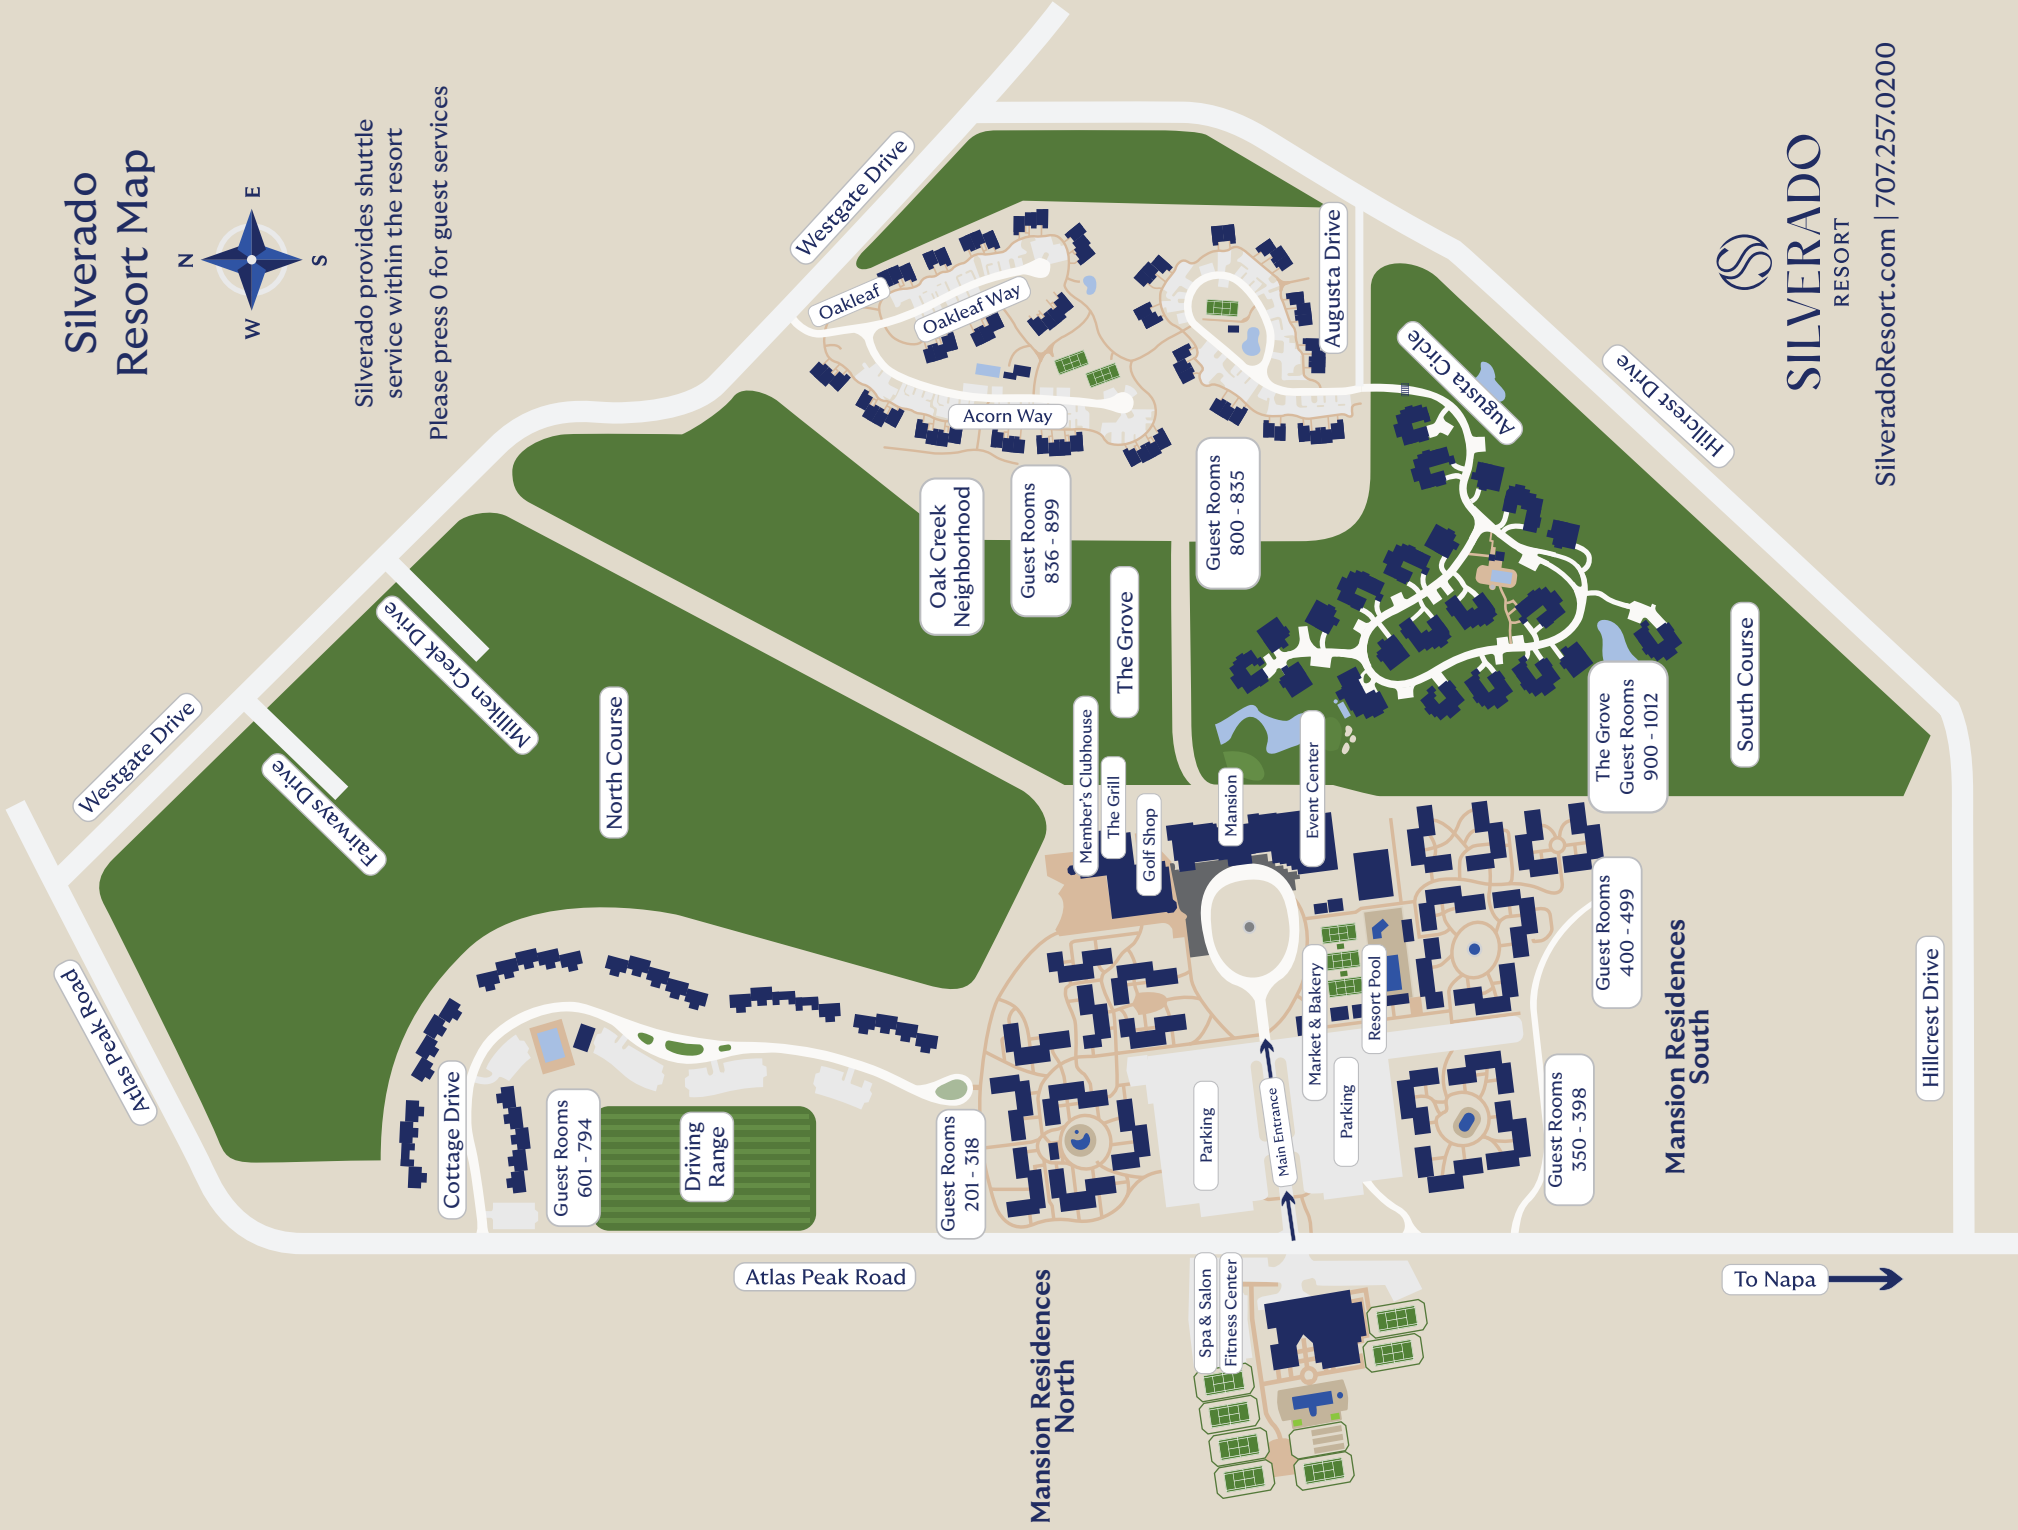 Silverado
Resort Map
N
E
S
W
Silverado provides shuttle
service within the resort
Please press 0 for guest services
Westgate Drive
Oakleaf
Oakleaf Way
Acorn Way
Augusta Drive
Augusta Circle
Hillcrest Drive
Oak Creek
Neighborhood
Guest Rooms
836 - 899
Guest Rooms
800 - 835
The Grove
Westgate Drive
Milliken Creek Drive
Fairways Drive
North Course
Member's Clubhouse
The Grill
Golf Shop
Mansion
Event Center
The Grove
Guest Rooms
900 - 1012
South Course
Atlas Peak Road
Cottage Drive
Guest Rooms
601 - 794
Driving
Range
Guest Rooms
201 - 318
Parking
Main Entrance
Market & Bakery
Parking
Resort Pool
Guest Rooms
400 - 499
Guest Rooms
350 - 398
Mansion Residences
South
Hillcrest Drive
Atlas Peak Road
Mansion Residences
North
Spa & Salon
Fitness Center
To Napa
SILVERADO
RESORT
SilveradoResort.com | 707.257.0200